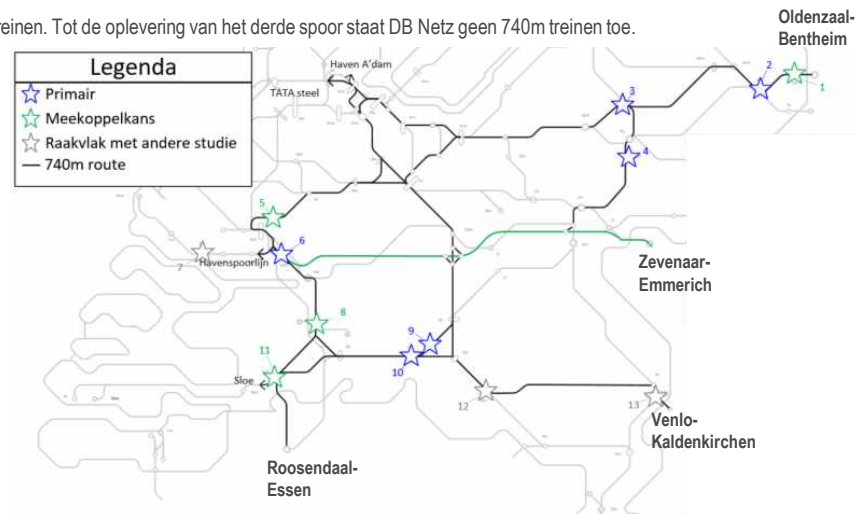 reinen. Tot de oplevering van het derde spoor staat DB Netz geen 740m treinen toe.
Oldenzaal-
Bentheim
Legenda
Primair
Meekoppelkans
Raakvlak met andere studie
740m route
Haven A'dam
TATA steel
1
2
3
4
5
6
7
Havenspoorlijn
Zevenaar-
Emmerich
8
9
10
11
Sloe
12
13
Venlo-
Kaldenkirchen
Roosendaal-
Essen